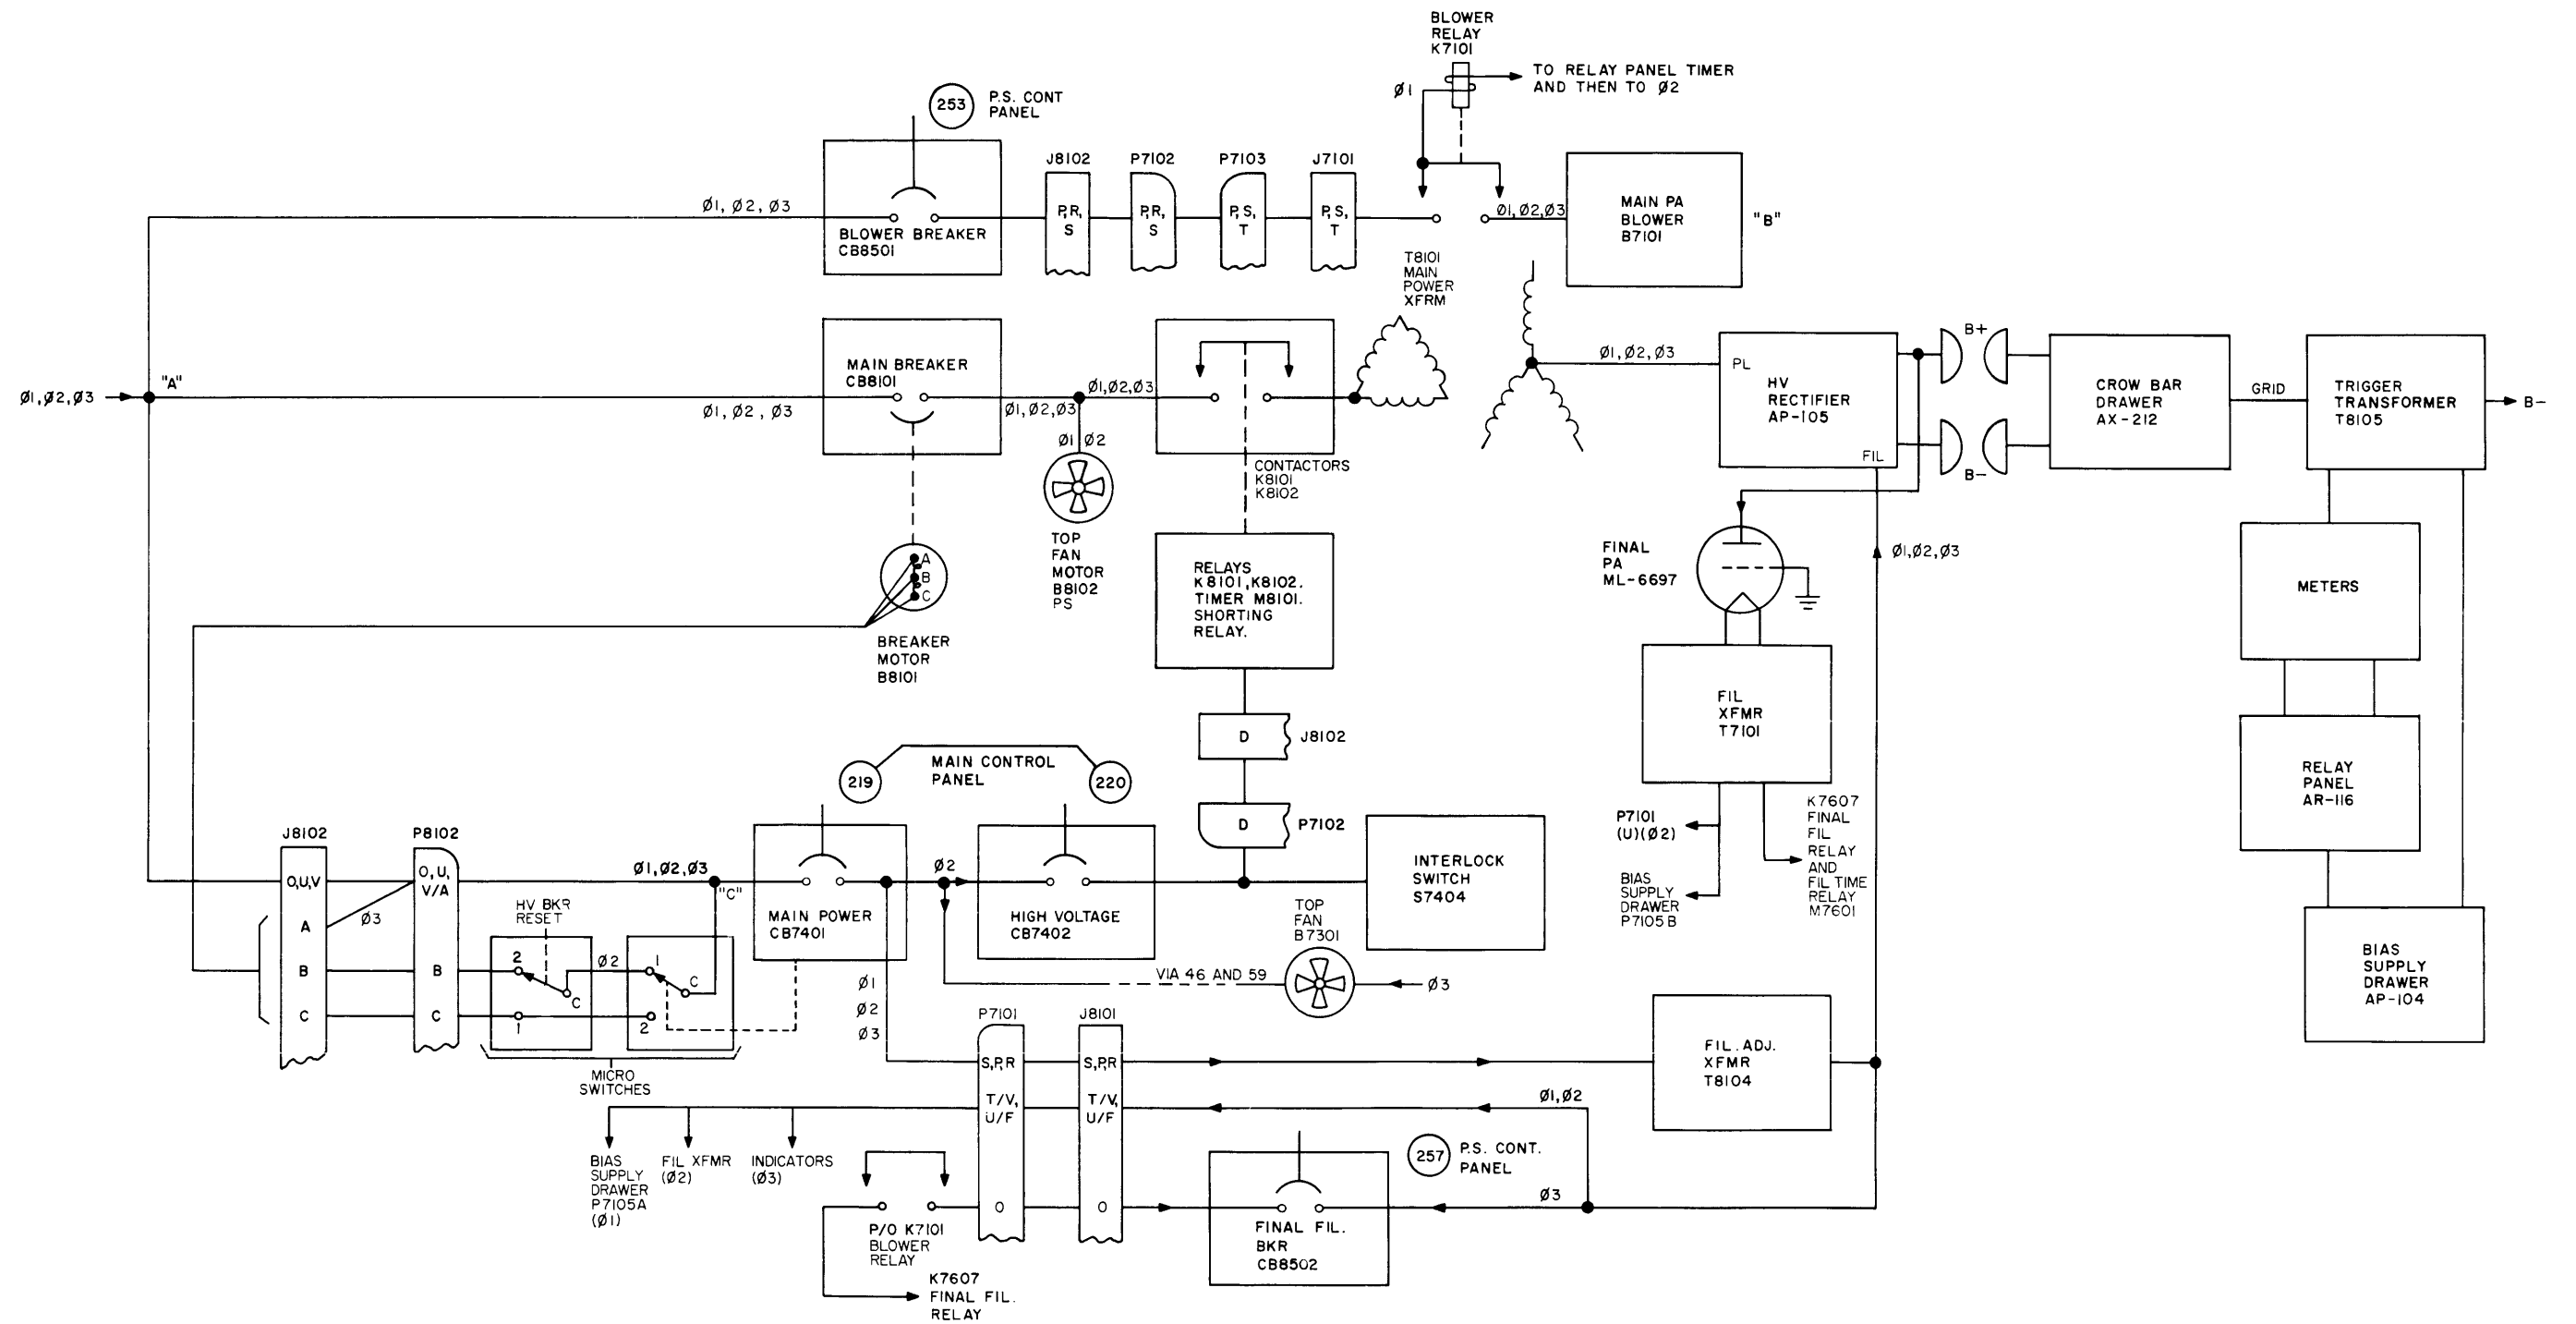 BLOWER
RELAY
K7101
Ø1
TO RELAY PANEL TIMER
AND THEN TO Ø2
253
P.S. CONT
PANEL
Ø1, Ø2, Ø3
BLOWER BREAKER
CB8501
J8102
P,R,
S
P7102
P,R,
S
P7103
P,S,
T
J7101
P,S,
T
Ø1,Ø2,Ø3
MAIN PA
BLOWER
B7101
"B"
T8101
MAIN
POWER
XFRM
Ø1,Ø2,Ø3
"A"
Ø1,Ø2 , Ø3
MAIN BREAKER
CB8101
Ø1,Ø2,Ø3
Ø1,Ø2,Ø3
Ø1 Ø2
TOP
FAN
MOTOR
B8102
PS
CONTACTORS
K8101
K8102
Ø1,Ø2,Ø3
PL
HV
RECTIFIER
AP-105
FIL
B+
B-
CROW BAR
DRAWER
AX-212
GRID
TRIGGER
TRANSFORMER
T8105
B-
A
B
C
BREAKER
MOTOR
B8101
RELAYS
K8101,K8102.
TIMER M8101.
SHORTING
RELAY.
FINAL
PA
ML-6697
Ø1,Ø2,Ø3
METERS
FIL
XFMR
T7101
RELAY
PANEL
AR-116
BIAS
SUPPLY
DRAWER
AP-104
D
J8102
D
P7102
219
MAIN CONTROL
PANEL
220
P7101
(U)(Ø2)
BIAS
SUPPLY
DRAWER
P7105B
K7607
FINAL
FIL
RELAY
AND
FIL TIME
RELAY
M7601
J8102
O,U,V
A
B
C
Ø3
P8102
O,U,
V/A
B
C
Ø1,Ø2,Ø3
"C"
HV BKR
RESET
2
C
1
Ø2
1
C
2
MICRO
SWITCHES
MAIN POWER
CB7401
Ø2
HIGH VOLTAGE
CB7402
INTERLOCK
SWITCH
S7404
TOP
FAN
B7301
VIA 46 AND 59
Ø3
Ø1
Ø2
Ø3
P7101
S,P,R
T/V,
U/F
O
J8101
S,P,R
T/V,
U/F
O
FIL. ADJ.
XFMR
T8104
Ø1,Ø2
BIAS
SUPPLY
DRAWER
P7105A
(Ø1)
FIL XFMR
(Ø2)
INDICATORS
(Ø3)
257
P.S. CONT.
PANEL
Ø3
P/O K7101
BLOWER
RELAY
K7607
FINAL FIL.
RELAY
FINAL FIL.
BKR
CB8502